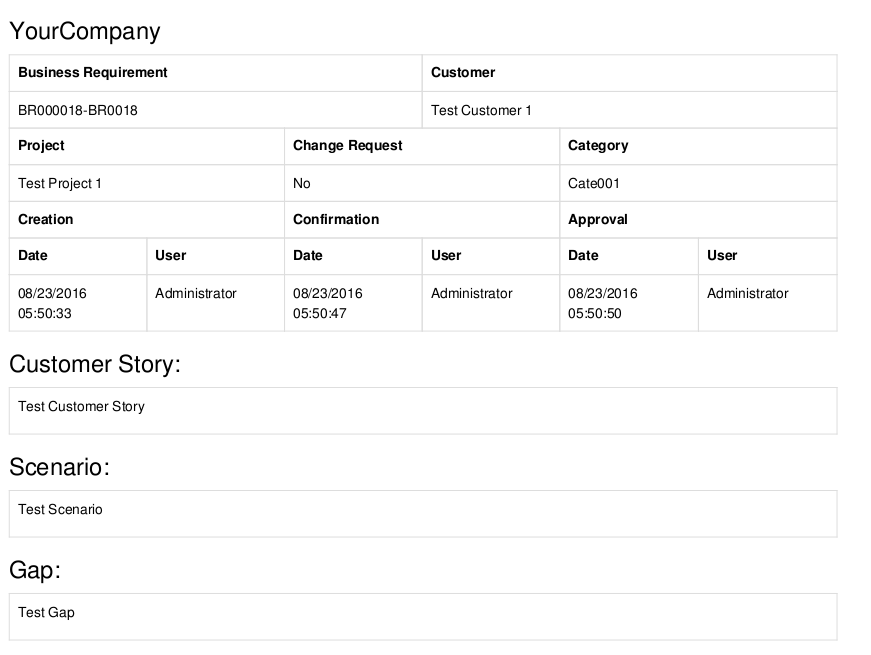 YourCompany
Business Requirement Customer
BR000018-BR0018 Test Customer 1
Project Change Request Category
Test Project 1 No Cate001
Creation Confirmation Approval
Date User Date User Date User
08/23/2016 Administrator 08/23/2016 Administrator 08/23/2016 Administrator
05:50:33 05:50:47 05:50:50
Customer Story:
Test Customer Story
Scenario:
Test Scenario
Gap:
Test Gap